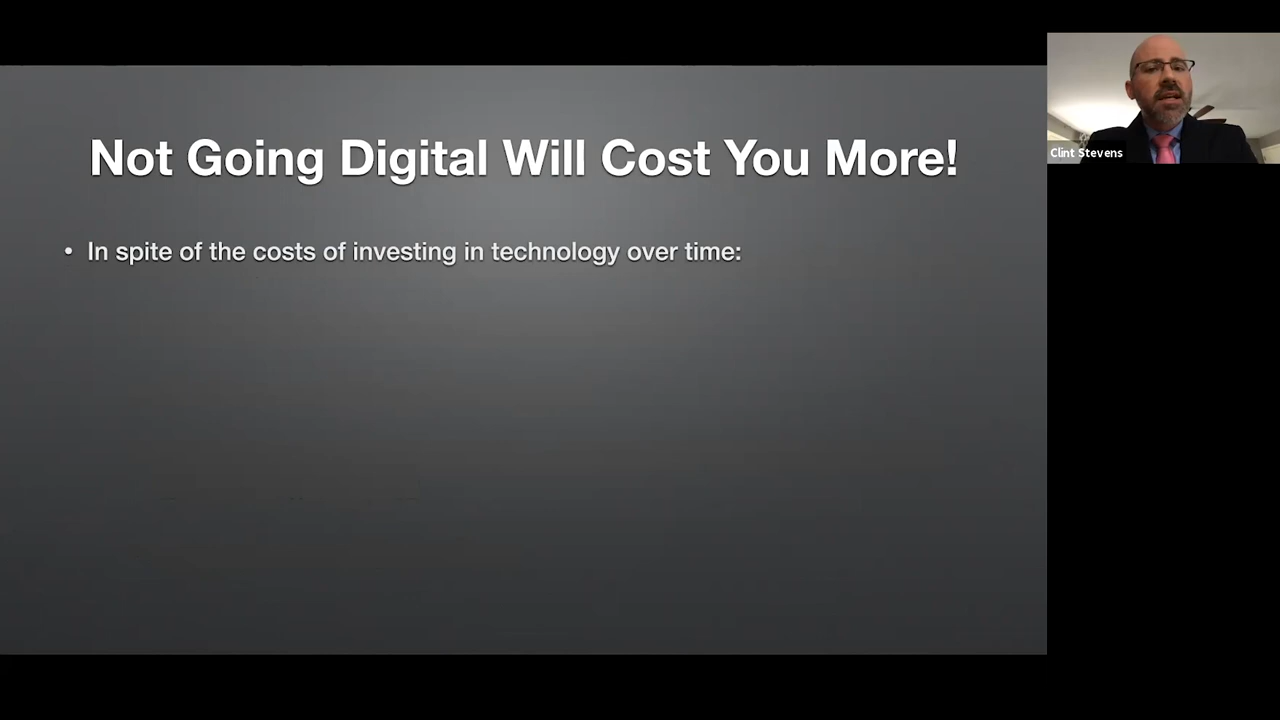 Not Going Digital Will Cost You More!
• In spite of the costs of investing in technology over time:
Clint Stevens